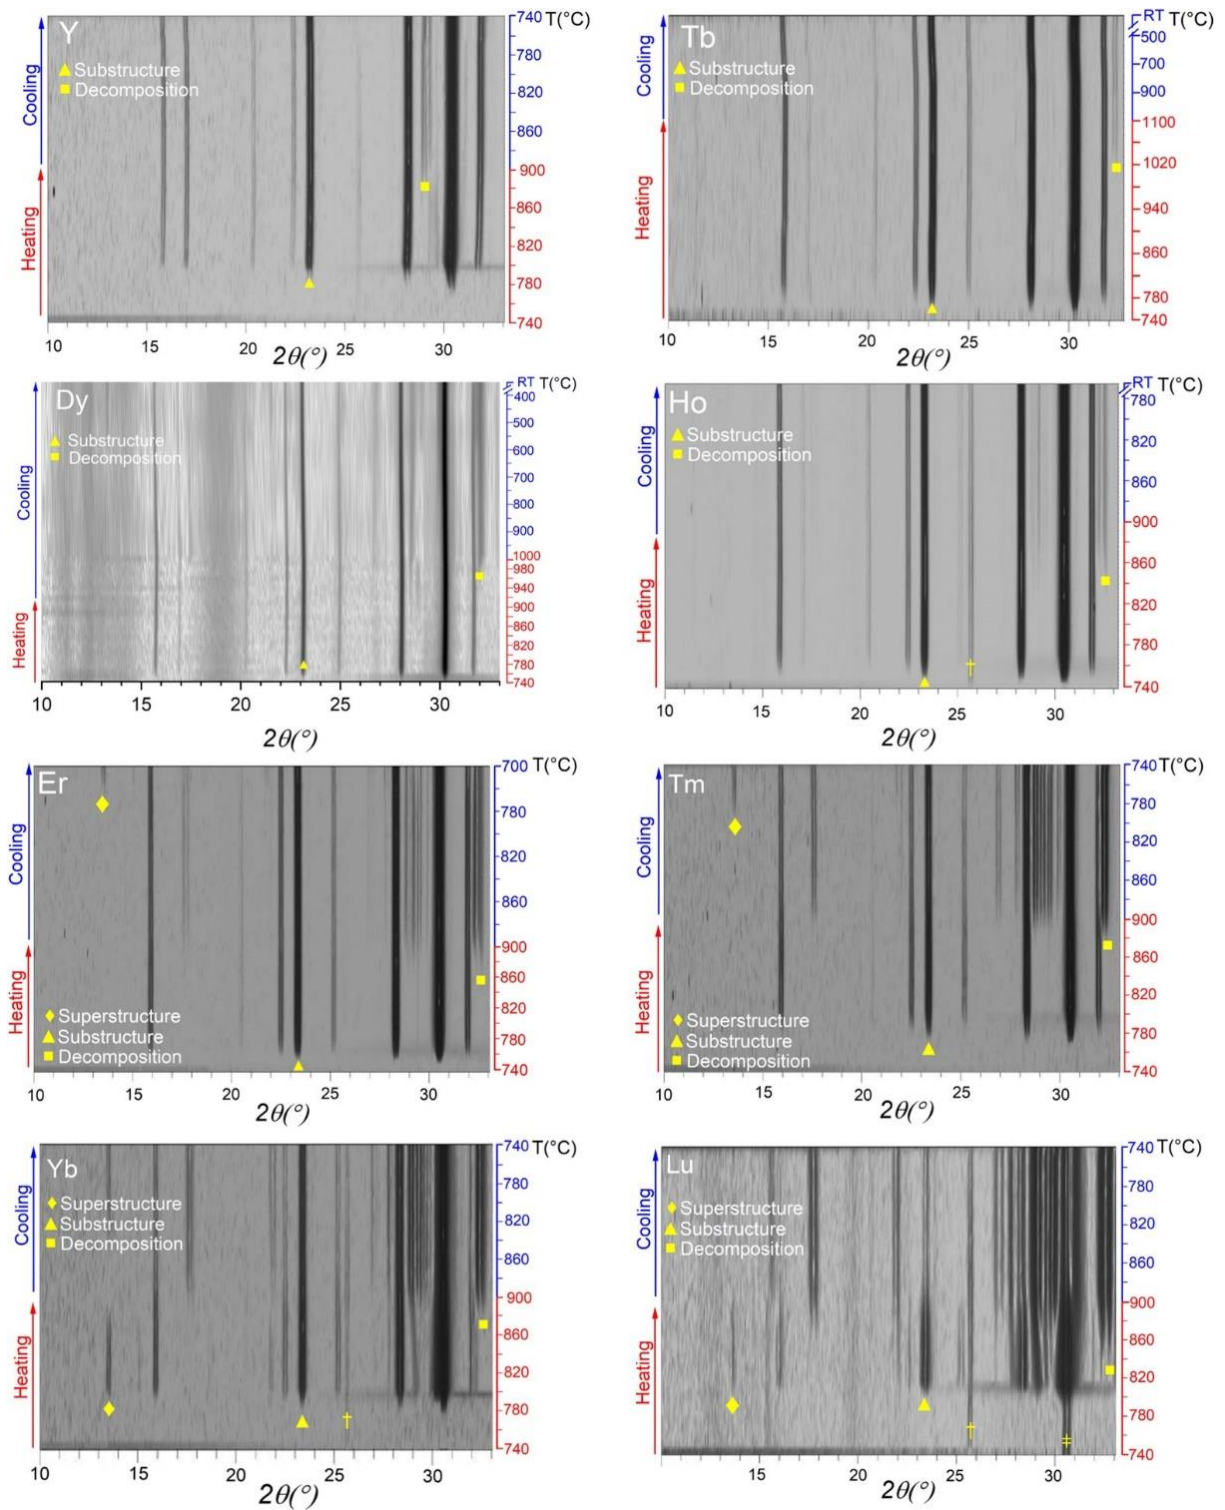 Y
▲ Substructure
■ Decomposition
Cooling
Heating
740 T(°C)
780
820
860
900
860
820
780
740
10 15 20 25 30
2θ(°)
Tb
▲ Substructure
■ Decomposition
Cooling
Heating
RT T(°C)
500
700
900
1100
1020
940
860
780
740
10 15 20 25 30
2θ(°)
Dy
▲ Substructure
■ Decomposition
Cooling
Heating
RT T(°C)
400
500
600
700
800
900
1000
980
940
900
860
820
780
740
10 15 20 25 30
2θ(°)
Ho
▲ Substructure
■ Decomposition
Cooling
Heating
†
RT T(°C)
780
820
860
900
860
820
780
740
10 15 20 25 30
2θ(°)
Er
Cooling
Heating
♦ Superstructure
▲ Substructure
■ Decomposition
700 T(°C)
780
820
860
900
860
820
780
740
10 15 20 25 30
2θ(°)
Tm
Cooling
Heating
♦ Superstructure
▲ Substructure
■ Decomposition
740 T(°C)
780
820
860
900
860
820
780
740
10 15 20 25 30
2θ(°)
Yb
♦ Superstructure
▲ Substructure
■ Decomposition
Cooling
Heating
†
740 T(°C)
780
820
860
900
860
820
780
740
10 15 20 25 30
2θ(°)
Lu
♦ Superstructure
▲ Substructure
■ Decomposition
Cooling
Heating
† ‡
740 T(°C)
780
820
860
900
860
820
780
740
15 20 25 30
2θ(°)